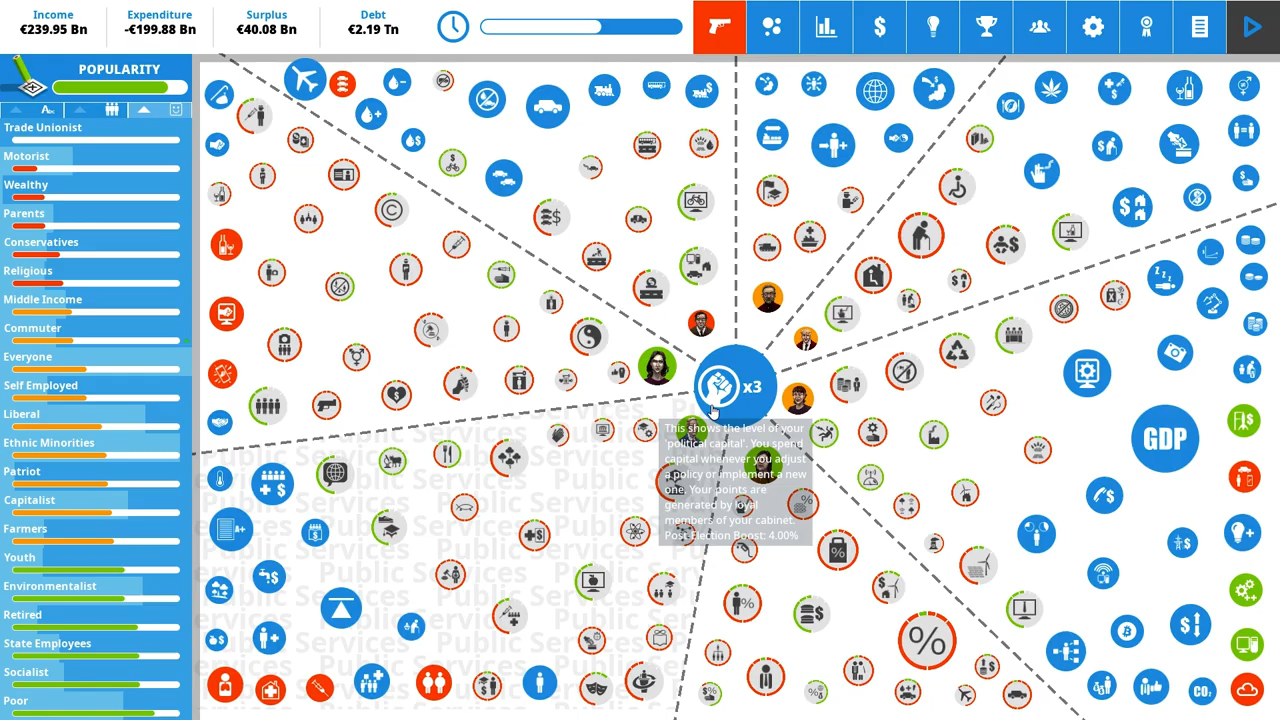 Income
Expenditure
Surplus
Debt
€239.95 Bn
-€199.88 Bn
€40.08 Bn
€2.19 Tn
POPULARITY
Trade Unionist
Motorist
Wealthy
Parents
Conservatives
Religious
Middle Income
Commuter
Everyone
Self Employed
Liberal
Ethnic Minorities
Patriot
Capitalist
Farmers
Youth
Environmentalist
Retired
State Employees
Socialist
Poor
x3
This shows the level of your
'political capital'. You spend
capital whenever you adjust
a policy or implement a new
one. Your points are
generated by loyal
members of your cabinet.
Post-Election Boost: 4.00%
GDP
CO₂
Public Services